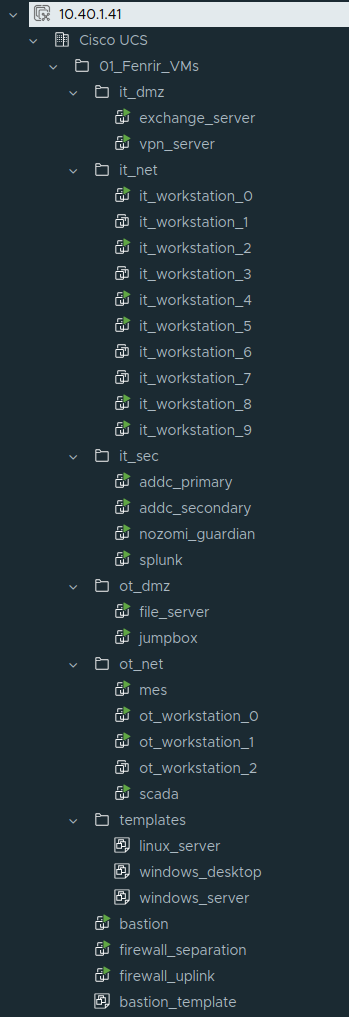 10.40.1.41
Cisco UCS
01_Fenrir_VMs
it_dmz
exchange_server
vpn_server
it_net
it_workstation_0
it_workstation_1
it_workstation_2
it_workstation_3
it_workstation_4
it_workstation_5
it_workstation_6
it_workstation_7
it_workstation_8
it_workstation_9
it_sec
addc_primary
addc_secondary
nozomi_guardian
splunk
ot_dmz
file_server
jumpbox
ot_net
mes
ot_workstation_0
ot_workstation_1
ot_workstation_2
scada
templates
linux_server
windows_desktop
windows_server
bastion
firewall_separation
firewall_uplink
bastion_template